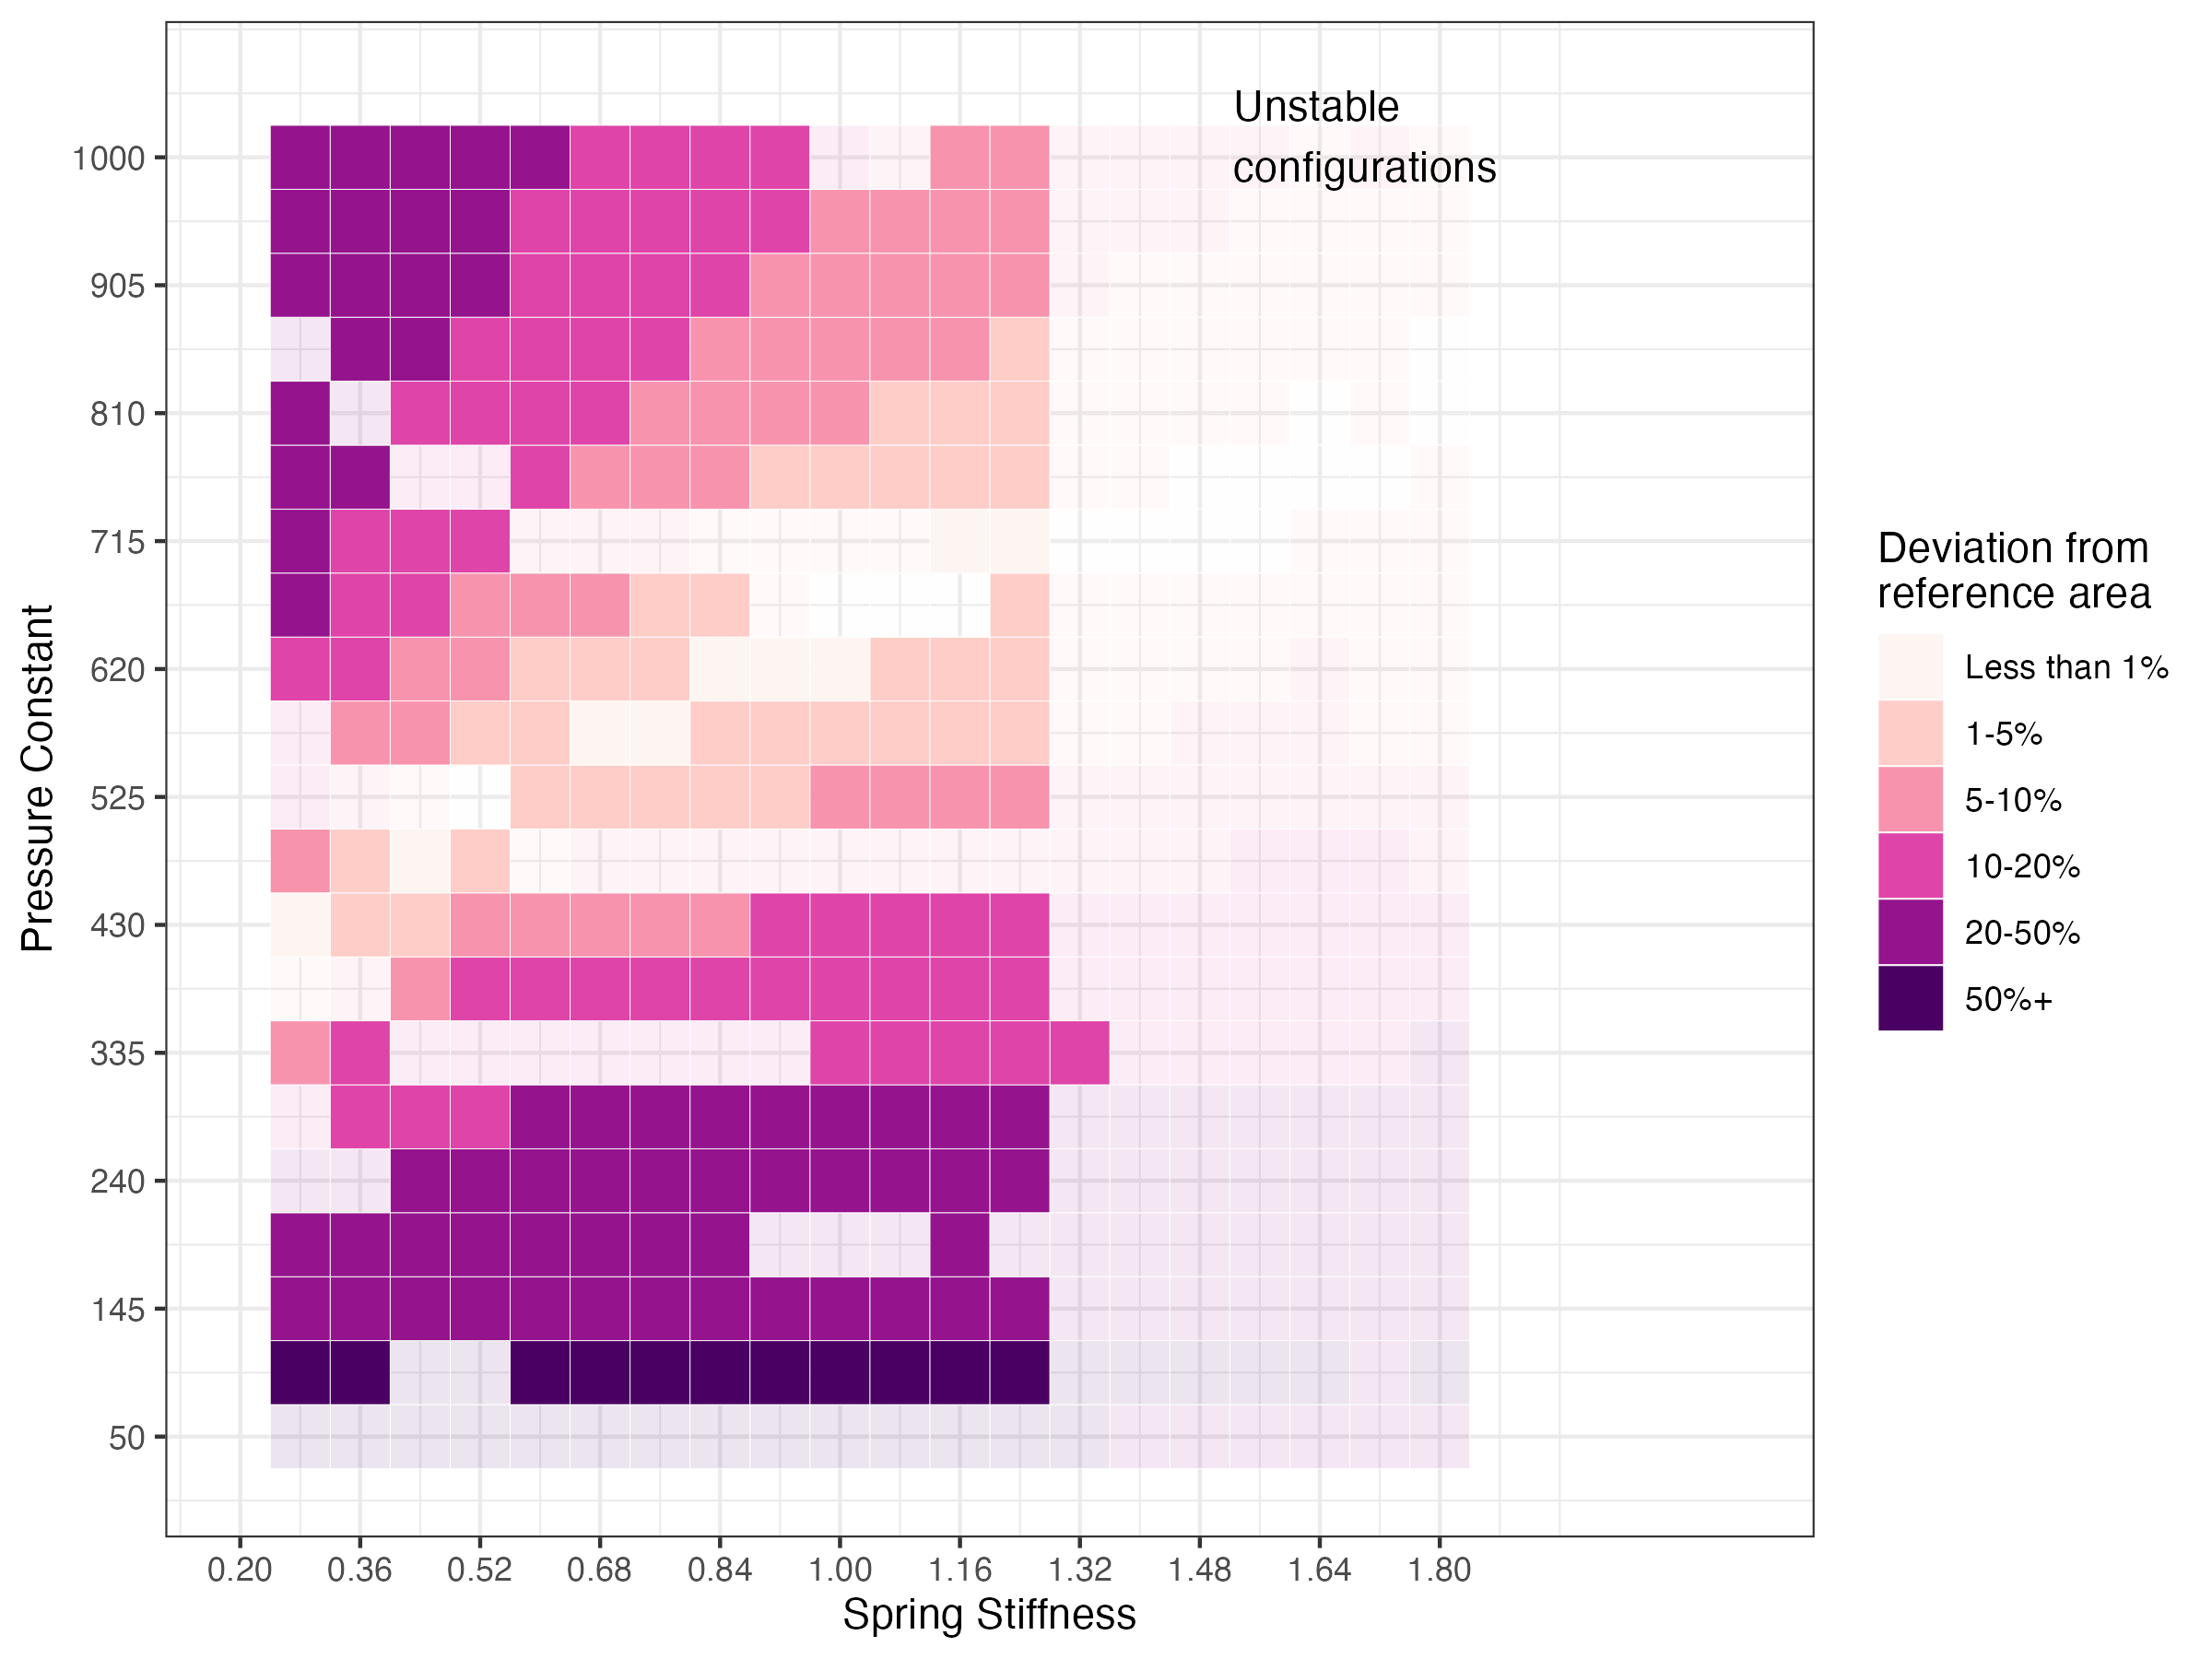 Unstable
configurations
1000
905
810
715
620
525
430
335
240
145
50
Pressure Constant
0.20 0.36 0.52 0.68 0.84 1.00 1.16 1.32 1.48 1.64 1.80
Spring Stiffness
Deviation from
reference area
Less than 1%
1-5%
5-10%
10-20%
20-50%
50%+